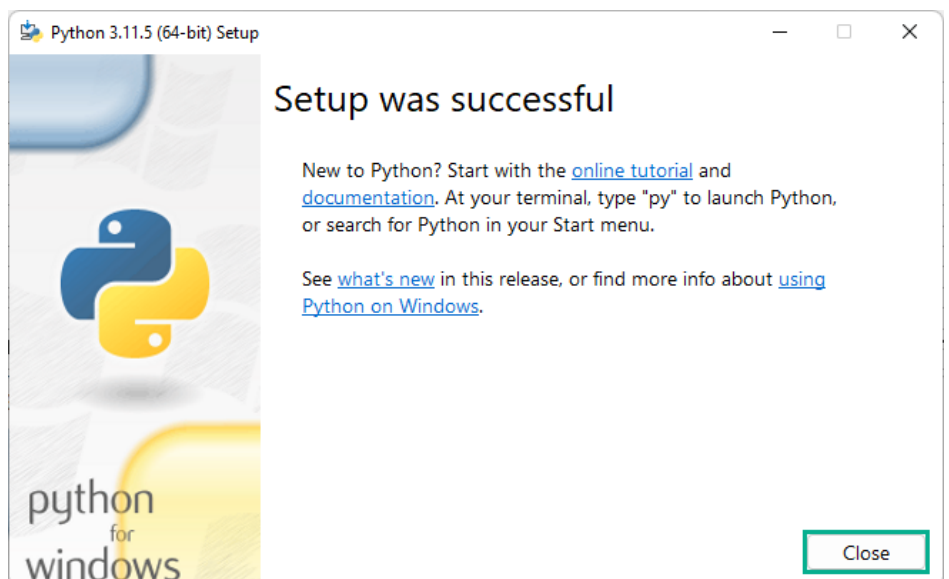 Python 3.11.5 (64-bit) Setup
Setup was successful
New to Python? Start with the online tutorial and
documentation. At your terminal, type "py" to launch Python,
or search for Python in your Start menu.
See what's new in this release, or find more info about using
Python on Windows.
python
for
windows
Close